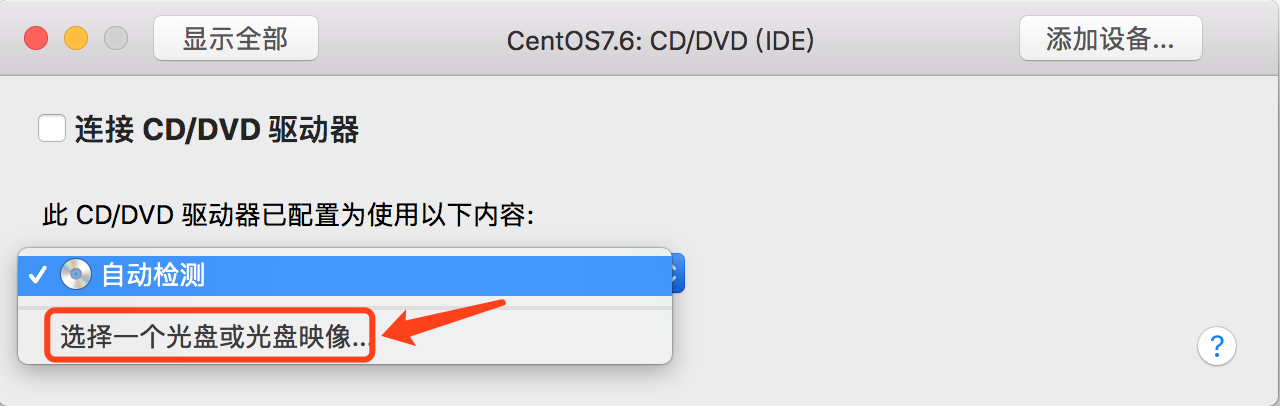 显示全部
CentOS7.6: CD/DVD (IDE)
添加设备...
连接 CD/DVD 驱动器
此 CD/DVD 驱动器已配置为使用以下内容:
自动检测
选择一个光盘或光盘映像...
?